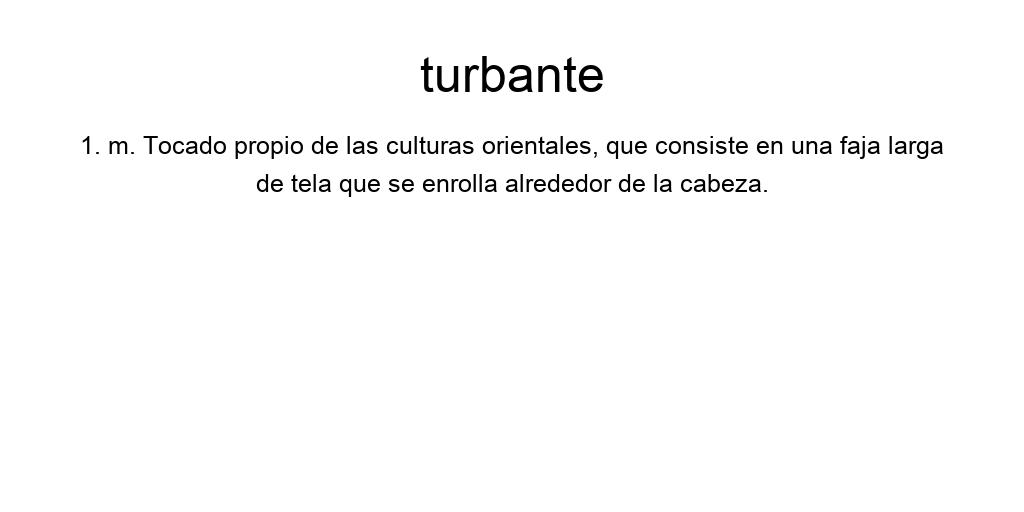 turbante
1. m. Tocado propio de las culturas orientales, que consiste en una faja larga
de tela que se enrolla alrededor de la cabeza.